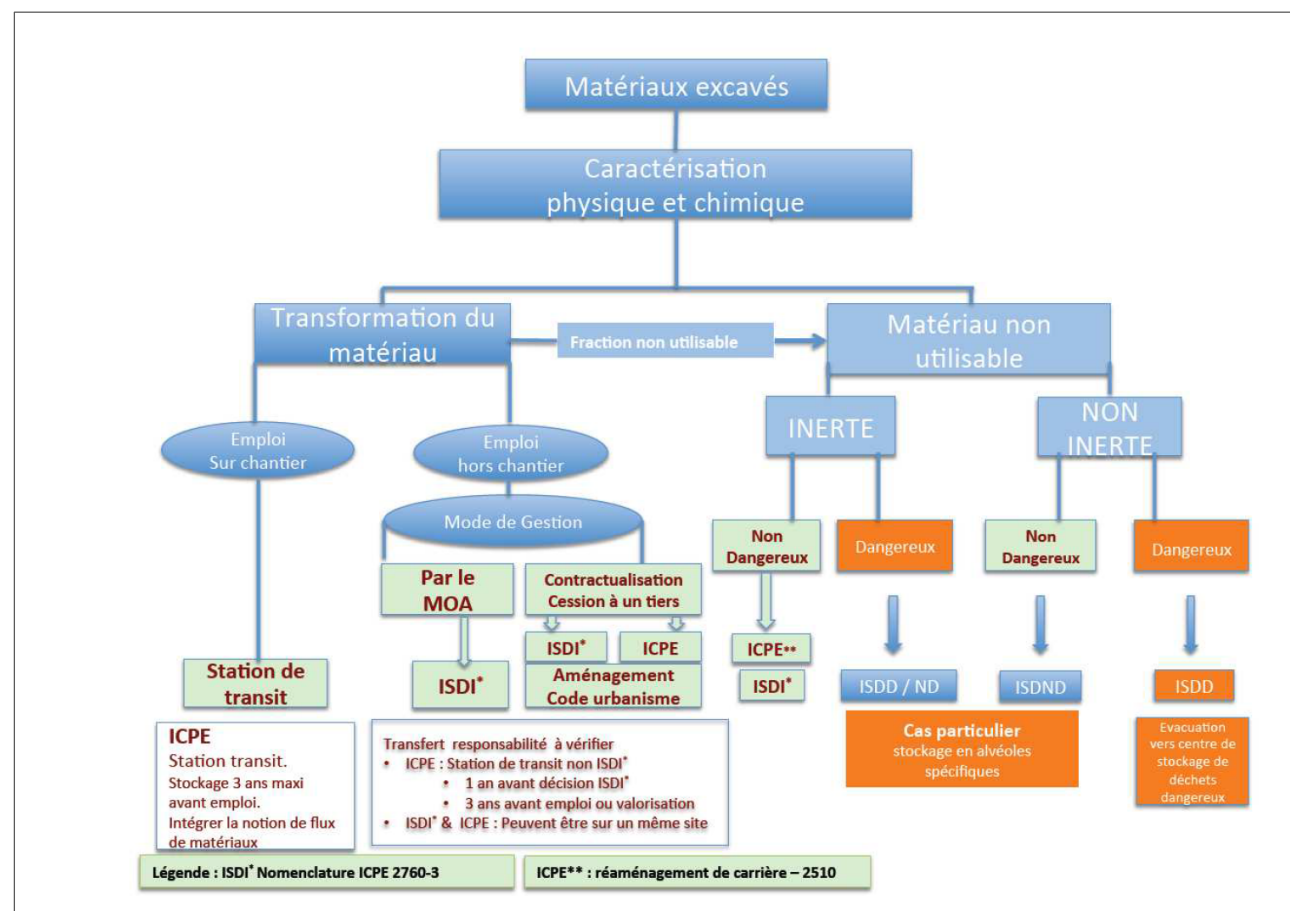 Matériaux excavés
Caractérisation
physique et chimique
Transformation du
matériau
Fraction non utilisable
Matériau non
utilisable
Emploi
Sur chantier
Emploi
hors chantier
INERTE
NON
INERTE
Mode de Gestion
Non
Dangereux
Dangereux
Non
Dangereux
Dangereux
Par le
MOA
Contractualisation
Cession à un tiers
ISDI*
ICPE
Aménagement
Code urbanisme
ICPE**
ISDI*
Station de
transit
ISDI*
ISDD / ND
ISDND
ISDD
Cas particulier
stockage en alvéoles
spécifiques
Evacuation
vers centre de
stockage de
déchets
dangereux
ICPE
Station transit.
Stockage 3 ans maxi
avant emploi.
Intégrer la notion de flux
de matériaux
Transfert responsabilité à vérifier
• ICPE : Station de transit non ISDI*
• 1 an avant décision ISDI*
• 3 ans avant emploi ou valorisation
• ISDI* & ICPE : Peuvent être sur un même site
Légende : ISDI* Nomenclature ICPE 2760-3
ICPE** : réaménagement de carrière – 2510